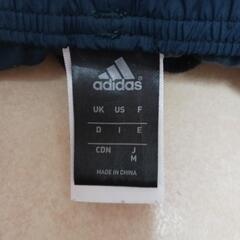 adidas
UK US F
D I E
CDN J
M
MADE IN CHINA